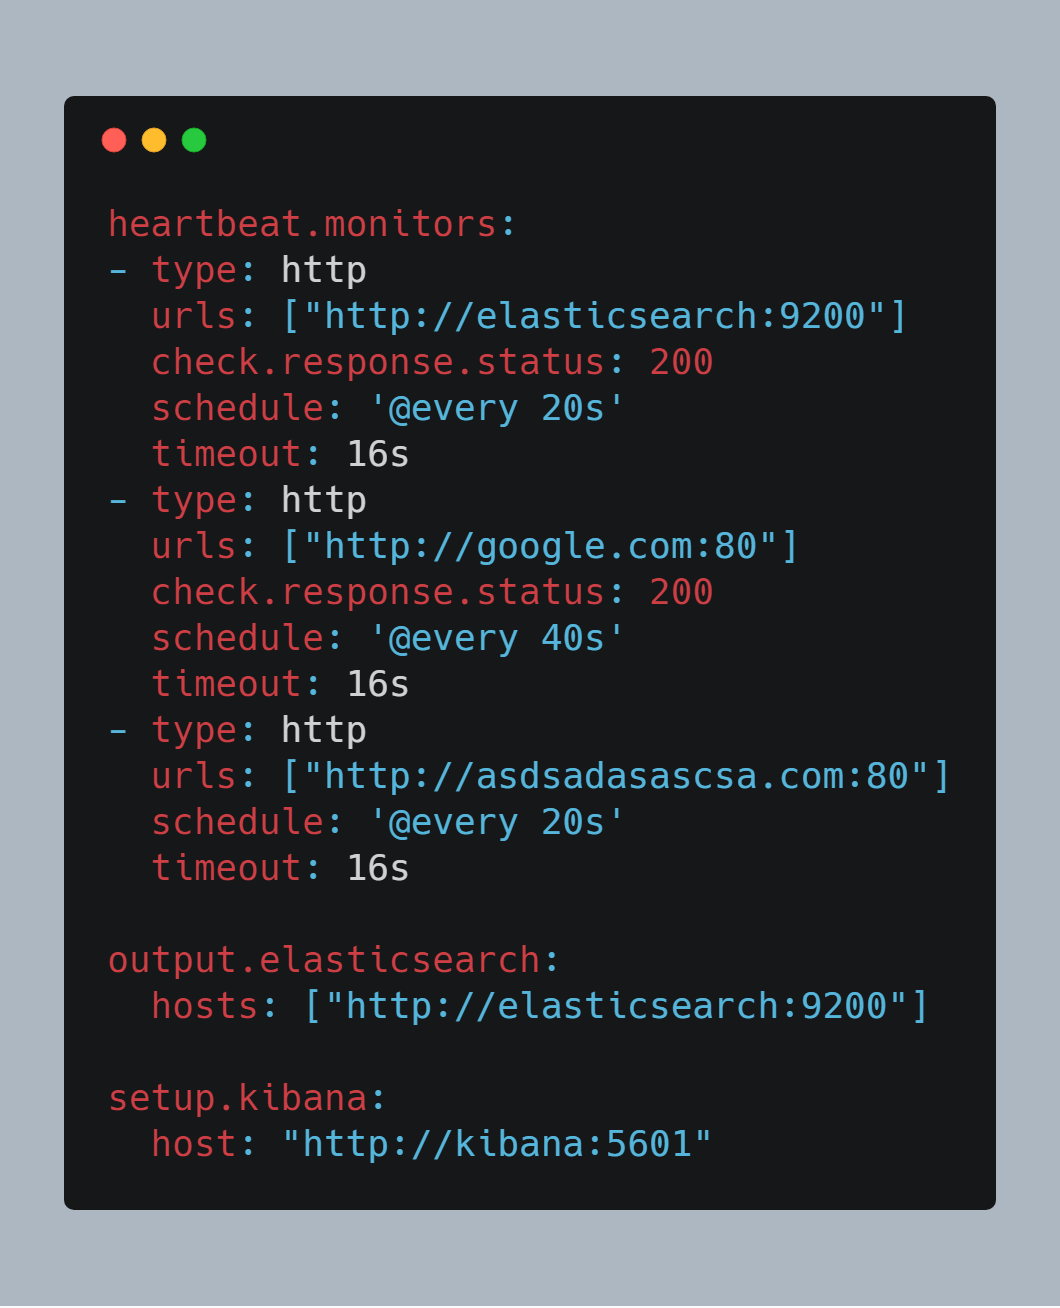 heartbeat.monitors:
- type: http
  urls: ["http://elasticsearch:9200"]
  check.response.status: 200
  schedule: '@every 20s'
  timeout: 16s
- type: http
  urls: ["http://google.com:80"]
  check.response.status: 200
  schedule: '@every 40s'
  timeout: 16s
- type: http
  urls: ["http://asdsadasascsa.com:80"]
  schedule: '@every 20s'
  timeout: 16s

output.elasticsearch:
  hosts: ["http://elasticsearch:9200"]

setup.kibana:
  host: "http://kibana:5601"